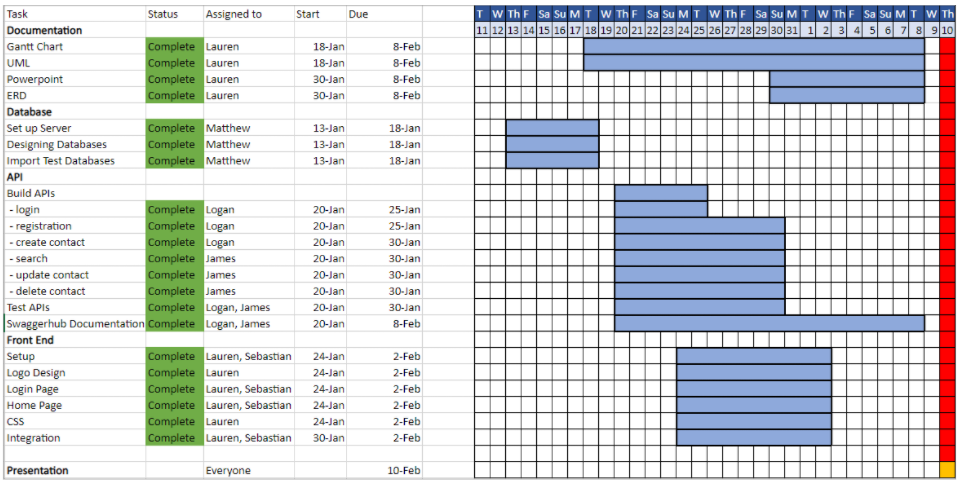 Task Status Assigned to Start Due T W Th F Sa Su M T W Th F Sa Su M T W Th F Sa Su M T W Th F Sa Su M T W Th
Documentation 11 12 13 14 15 16 17 18 19 20 21 22 23 24 25 26 27 28 29 30 31 1 2 3 4 5 6 7 8 9 10
Gantt Chart Complete Lauren 18-Jan 8-Feb
UML Complete Lauren 18-Jan 8-Feb
Powerpoint Complete Lauren 30-Jan 8-Feb
ERD Complete Lauren 30-Jan 8-Feb
Database
Set up Server Complete Matthew 13-Jan 18-Jan
Designing Databases Complete Matthew 13-Jan 18-Jan
Import Test Databases Complete Matthew 13-Jan 18-Jan
API
Build APIs
- login Complete Logan 20-Jan 25-Jan
- registration Complete Logan 20-Jan 25-Jan
- create contact Complete Logan 20-Jan 30-Jan
- search Complete James 20-Jan 30-Jan
- update contact Complete James 20-Jan 30-Jan
- delete contact Complete James 20-Jan 30-Jan
Test APIs Complete Logan, James 20-Jan 30-Jan
Swaggerhub Documentation Complete Logan, James 20-Jan 8-Feb
Front End
Setup Complete Lauren, Sebastian 24-Jan 2-Feb
Logo Design Complete Lauren 24-Jan 2-Feb
Login Page Complete Lauren, Sebastian 24-Jan 2-Feb
Home Page Complete Lauren, Sebastian 24-Jan 2-Feb
CSS Complete Lauren 24-Jan 2-Feb
Integration Complete Lauren, Sebastian 30-Jan 2-Feb
Presentation Everyone 10-Feb